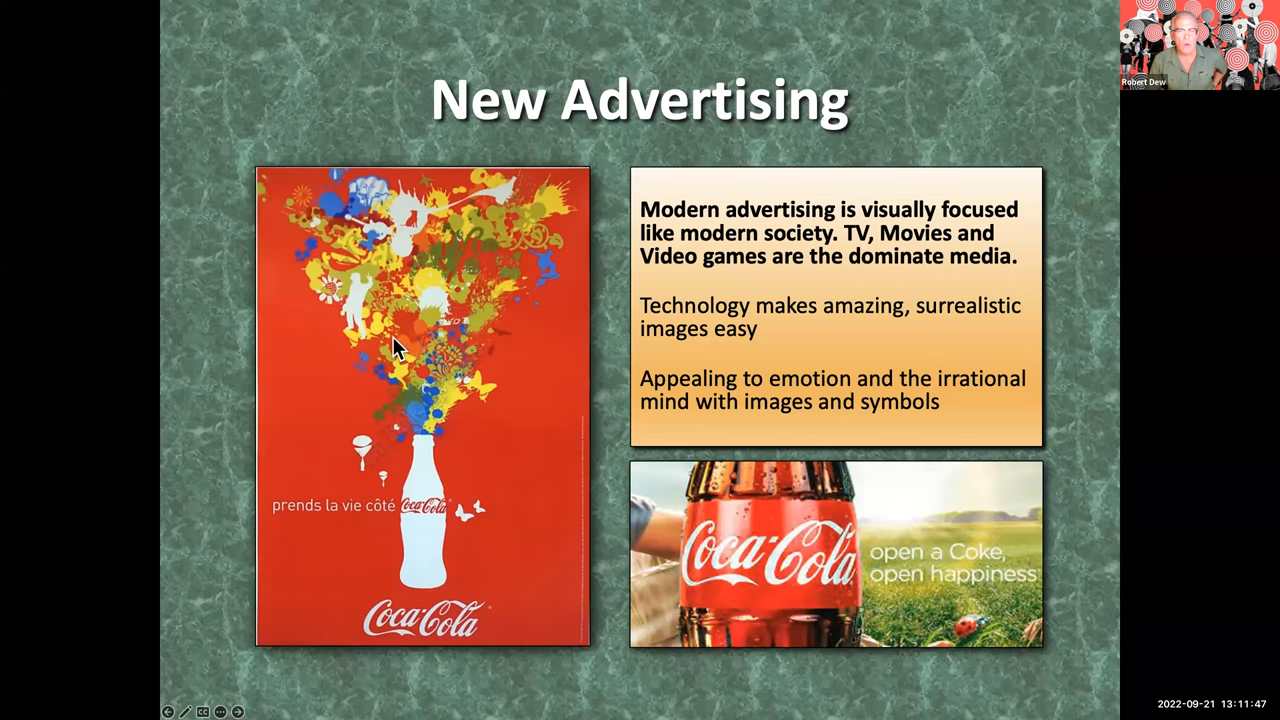 New Advertising
Robert Dew
Modern advertising is visually focused
like modern society. TV, Movies and
Video games are the dominate media.
Technology makes amazing, surrealistic
images easy
Appealing to emotion and the irrational
mind with images and symbols
prends la vie côté Coca-Cola
Coca-Cola
Coca-Cola
open a Coke,
open happiness
CC
2022-09-21 13:11:47